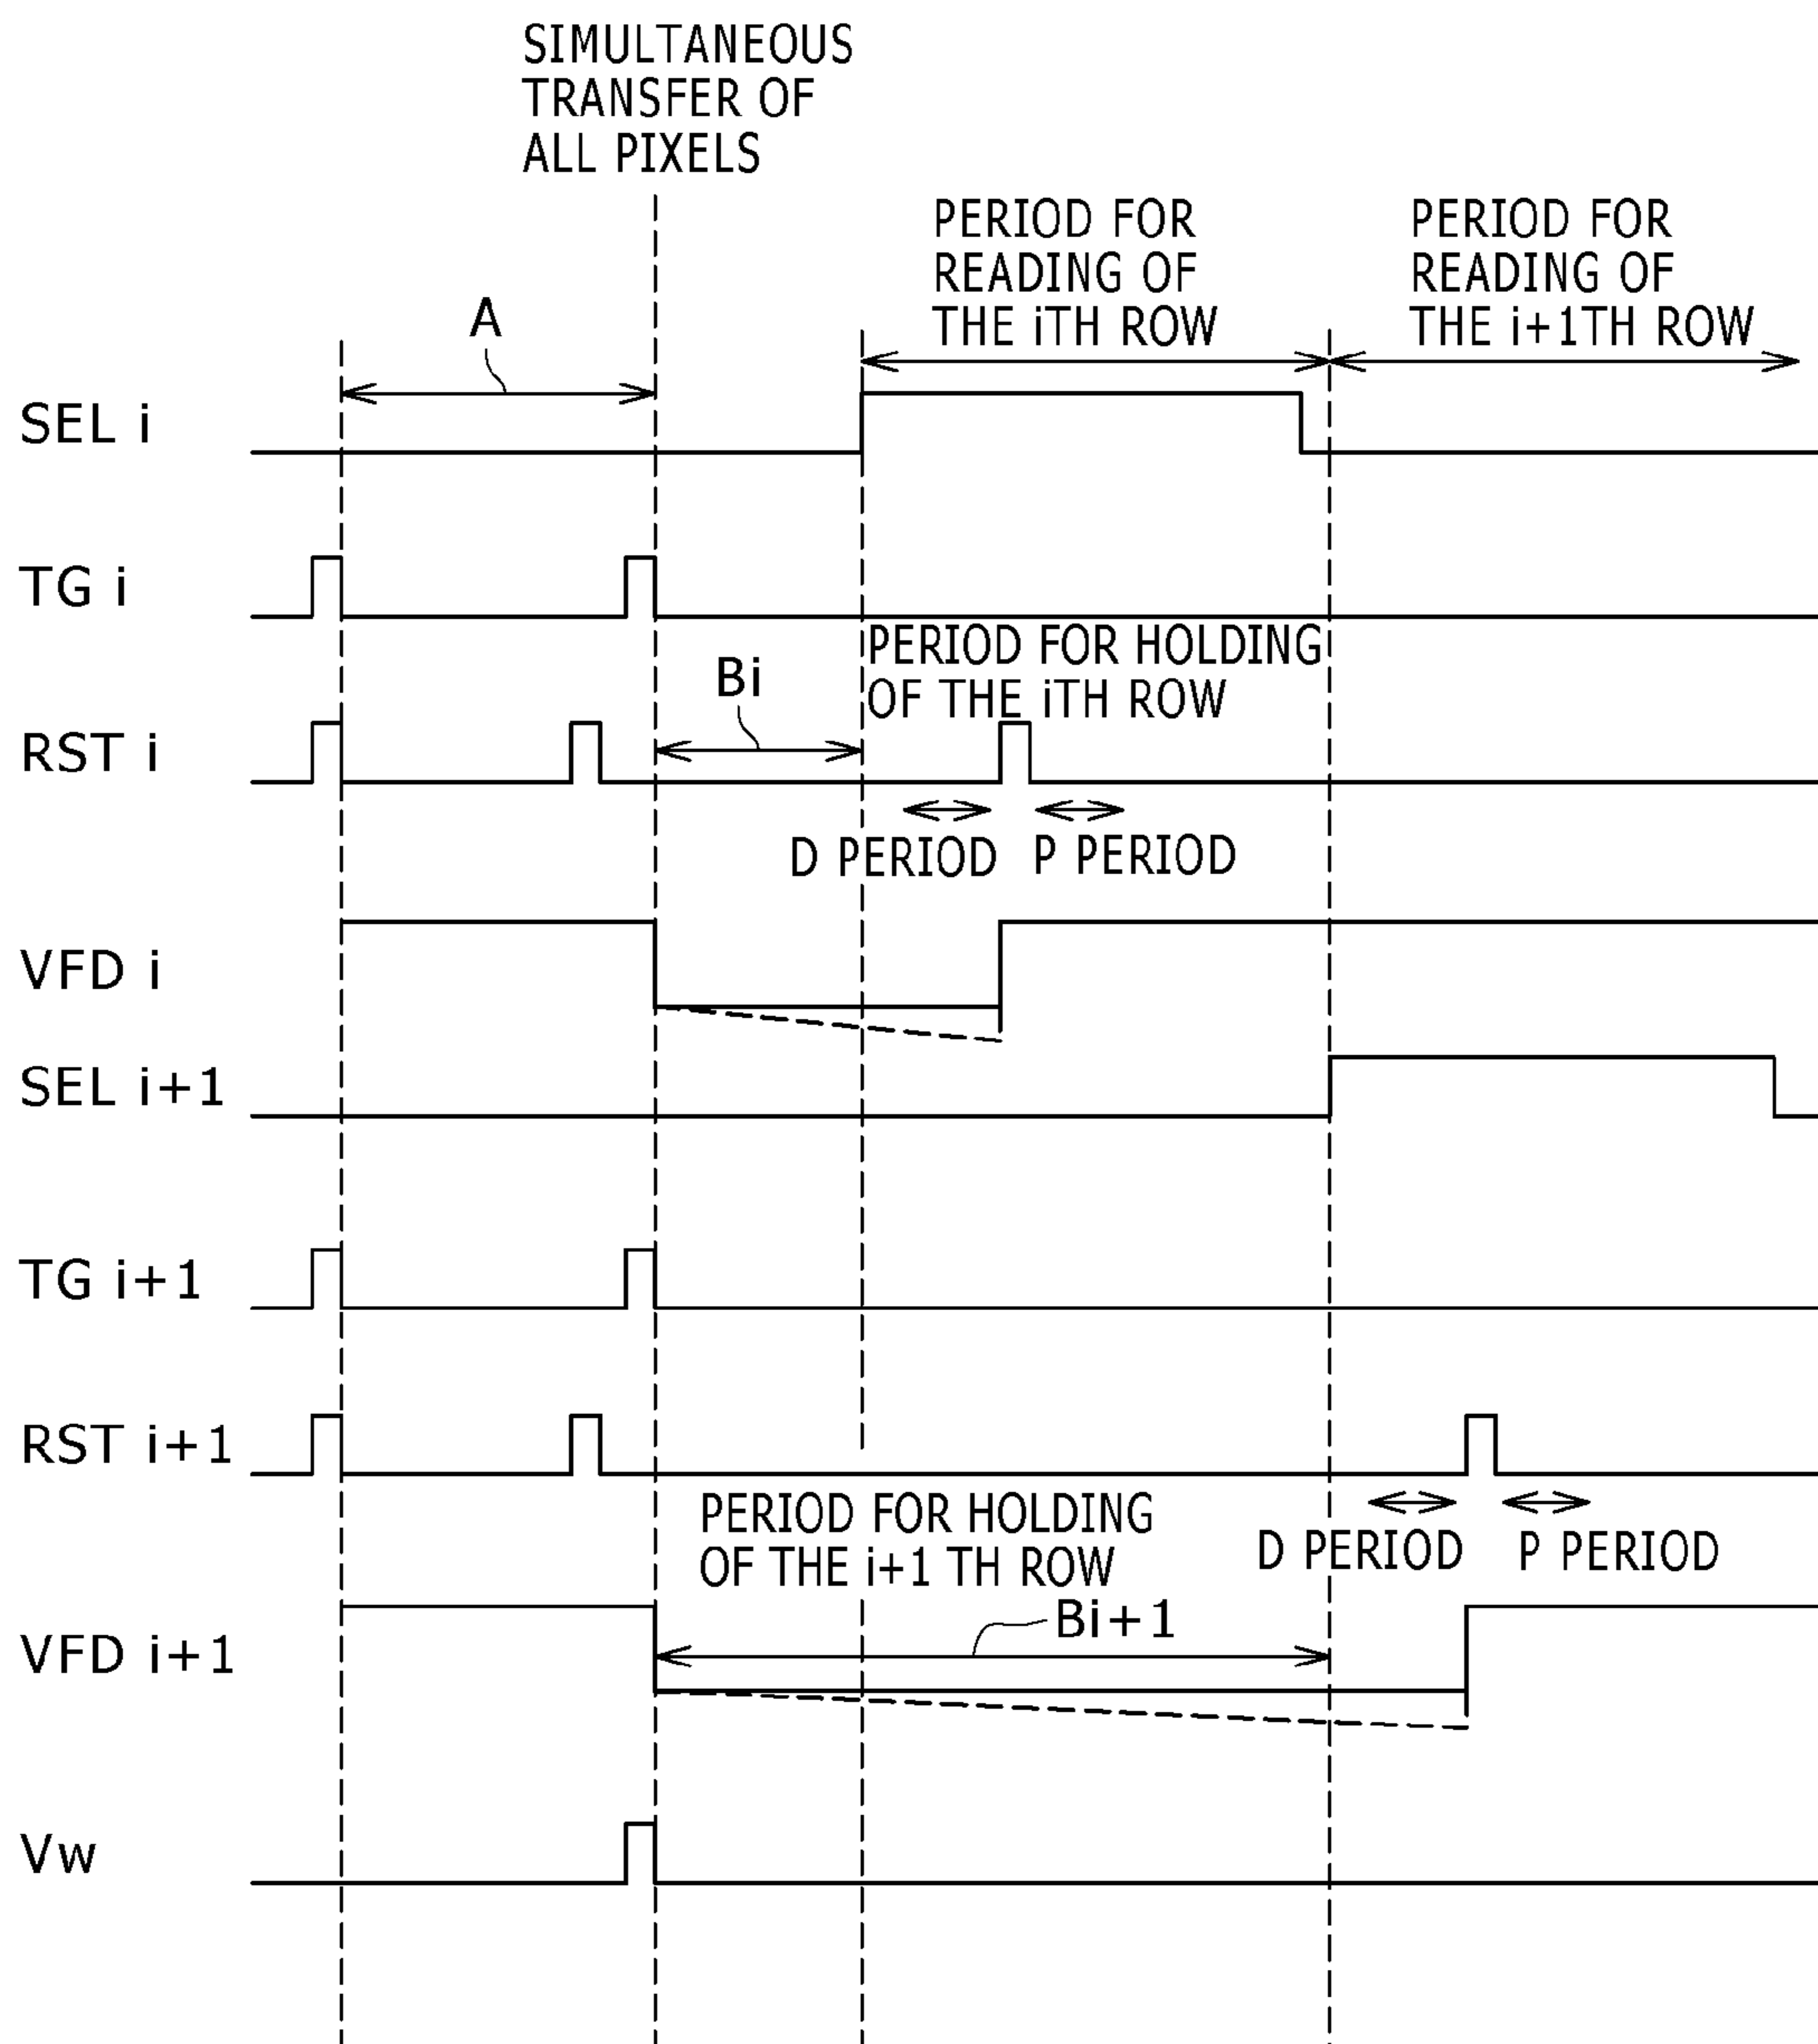 SIMULTANEOUS
TRANSFER OF
ALL PIXELS
PERIOD FOR
READING OF
THE iTH ROW
PERIOD FOR
READING OF
THE i+1TH ROW
A
SEL i
TG i
PERIOD FOR HOLDING
OF THE iTH ROW
Bi
RST i
D PERIOD
P PERIOD
VFD i
SEL i+1
TG i+1
RST i+1
PERIOD FOR HOLDING
OF THE i+1 TH ROW
D PERIOD
P PERIOD
Bi+1
VFD i+1
Vw